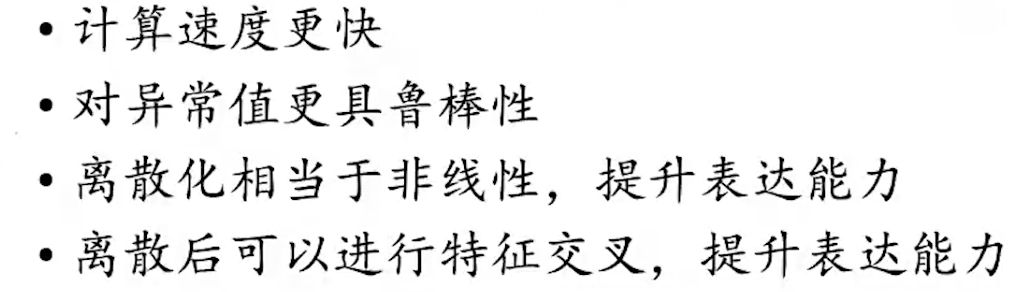 • 计算速度更快
• 对异常值更具鲁棒性
• 离散化相当于非线性，提升表达能力
• 离散后可以进行特征交叉，提升表达能力